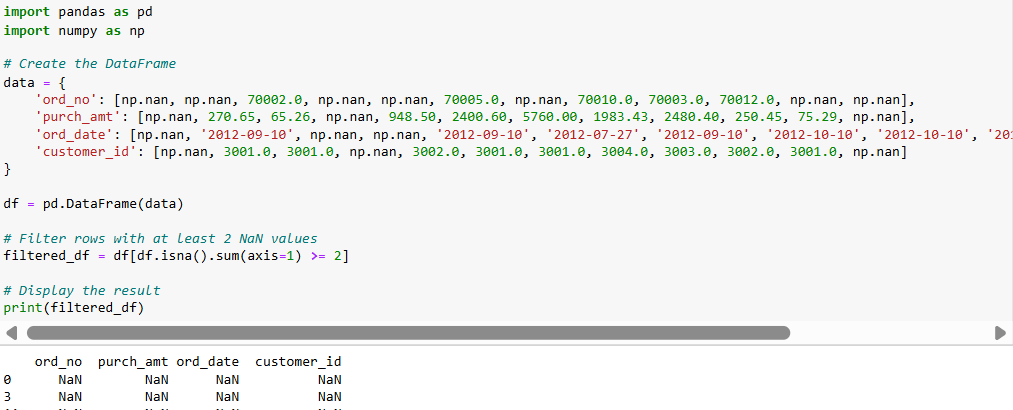 import pandas as pd
import numpy as np
# Create the DataFrame
data = {
    'ord_no': [np.nan, np.nan, 70002.0, np.nan, np.nan, 70005.0, np.nan, 70010.0, 70003.0, 70012.0, np.nan, np.nan],
    'purch_amt': [np.nan, 270.65, 65.26, np.nan, 948.50, 2400.60, 5760.00, 1983.43, 2480.40, 250.45, 75.29, np.nan],
    'ord_date': [np.nan, '2012-09-10', np.nan, np.nan, '2012-09-10', '2012-07-27', '2012-09-10', '2012-10-10', '2012-10-10',
    'customer_id': [np.nan, 3001.0, 3001.0, np.nan, 3002.0, 3001.0, 3001.0, 3004.0, 3003.0, 3002.0, 3001.0, np.nan]
}
df = pd.DataFrame(data)
# Filter rows with at least 2 NaN values
filtered_df = df[df.isna().sum(axis=1) >= 2]
# Display the result
print(filtered_df)
    ord_no  purch_amt ord_date  customer_id
0      NaN        NaN      NaN          NaN
3      NaN        NaN      NaN          NaN